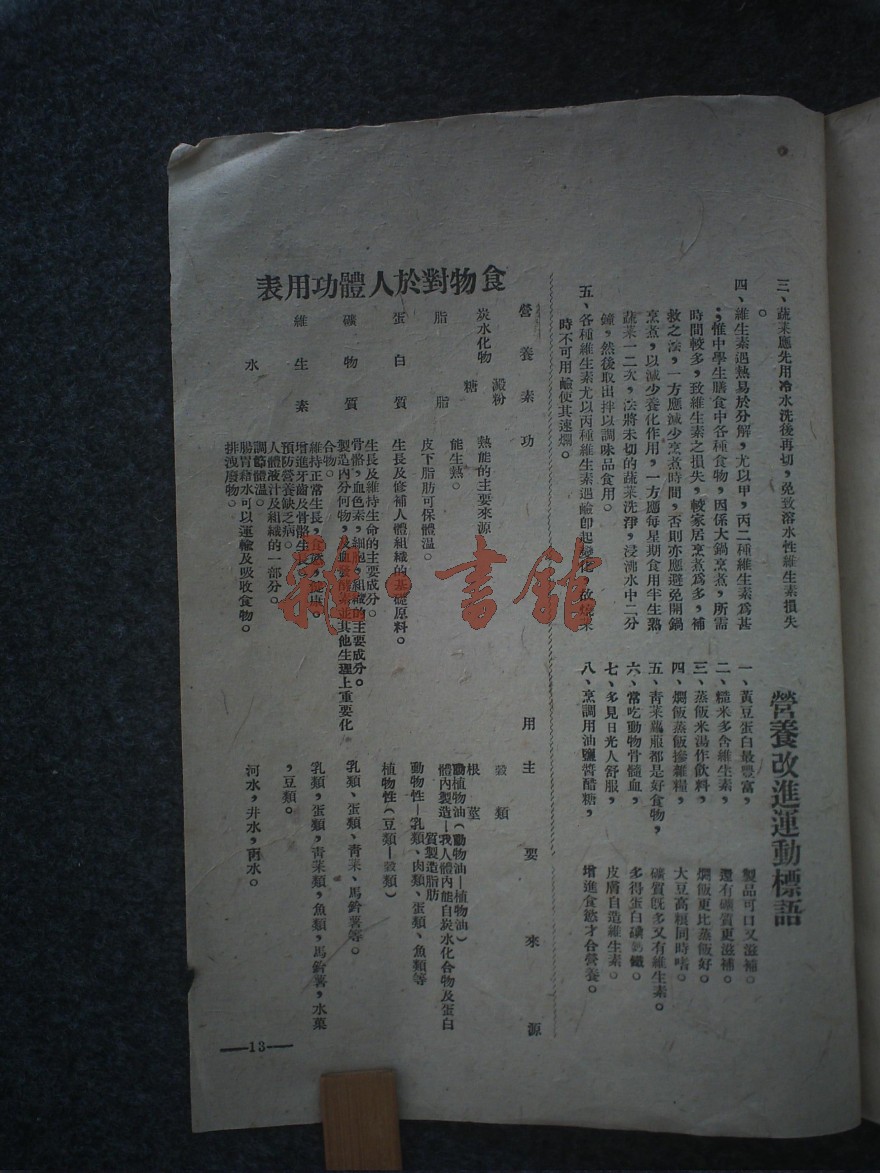 三、蔬菜應先用冷水洗後再切，免致溶水性維生素損失
。
四、維生素遇熱易於分解，尤以甲，丙二種維生素爲甚
；惟中學生膳食中各種食物，因係大鍋烹煮，所需
時間較多，致維生素之損失，較家居烹煮爲多，補
救之法，一方應減少烹煮時間，否則亦應避免開鍋
烹煮，以減少養化作用，一方應每星期食用半生熟
蔬菜一二次，法將未切的蔬菜洗淨，浸沸水中二分
鐘，然後取出拌以調味品食用。
五、各種維生素尤以丙種維生素遇鹼卽起變化，故煮菜
時不可用鹼使其速爛。
營養改進運動標語
一、黃豆蛋白最豐富，製品可口又滋補。
二、糙米多含維生素，還有礦質更滋補。
三、蒸飯米湯作飲料，燜飯更比蒸飯好。
四、燜飯蒸飯摻雜糧，大豆高粱同時嗜。
五、青菜蘿蔔都是好食物，礦質旣多又有維生素。
六、常吃動物骨髓血，多得蛋白鐵。
七、多見日光人舒服，皮膚自造維生素。
八、烹調用油鹽醬醋糖，增進食慾才合營養。
食物對於人體功用表
營養素 功用 主要來源
炭水化物 澱粉 熱能的主要來源 穀類
糖 能生熱。 根莖
脂脂 皮下脂肪可保體溫。 動植物油（動物油—植物油）
體內製造—我人體內能自炭水化合物及蛋白
質製造脂肪
蛋白質 生長及修補人體組織的基礎原料。 動物性—乳類、肉類、蛋類、魚類等
生長及維持生命的主要成分。 植物性（豆類—穀類）
礦物質 骨骼，血色素，細胞，組織的主要成分。 乳類、蛋類、青菜、馬鈴薯等。
製造內分何物，及其他生理上重要化
合物。
維生素 維持正常生長，食慾，健康。 乳類，蛋類，青菜類，魚類，馬鈴薯，水菓
增進牙齒及骨骼生長 ，豆類。
預防營養缺乏病。
水 人體液汁及組織的一部分。 河水，井水，雨水。
調節體溫。
腸胃藉水可以運輸及吸收食物。
排洩廢物。
—13—
雜·書館